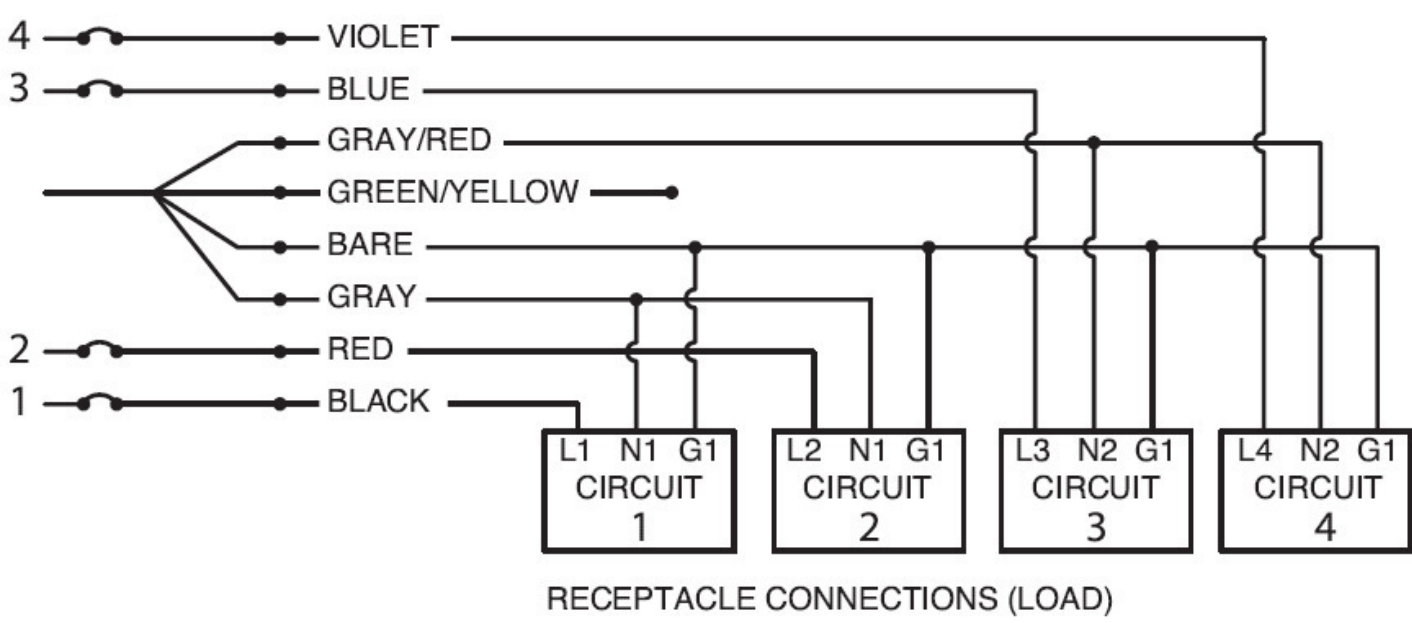 4 VIOLET
3 BLUE
GRAY/RED
GREEN/YELLOW
BARE
GRAY
2 RED
1 BLACK
L1 N1 G1
CIRCUIT
1
L2 N1 G1
CIRCUIT
2
L3 N2 G1
CIRCUIT
3
L4 N2 G1
CIRCUIT
4
RECEPTACLE CONNECTIONS (LOAD)